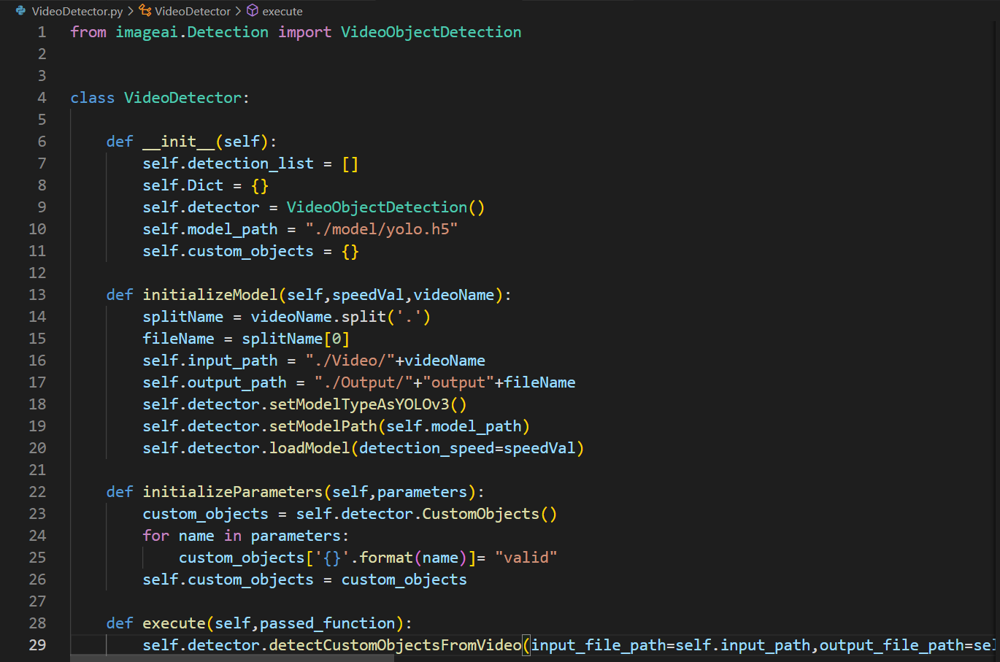 VideoDetector.py > VideoDetector > execute
1 from imageai.Detection import VideoObjectDetection
2
3
4 class VideoDetector:
5
6     def __init__(self):
7         self.detection_list = []
8         self.Dict = {}
9         self.detector = VideoObjectDetection()
10         self.model_path = "./model/yolo.h5"
11         self.custom_objects = {}
12
13     def initializeModel(self,speedVal,videoName):
14         splitName = videoName.split('.')
15         fileName = splitName[0]
16         self.input_path = "./Video/"+videoName
17         self.output_path = "./Output/"+"output"+fileName
18         self.detector.setModelTypeAsYOLOv3()
19         self.detector.setModelPath(self.model_path)
20         self.detector.loadModel(detection_speed=speedVal)
21
22     def initializeParameters(self,parameters):
23         custom_objects = self.detector.CustomObjects()
24         for name in parameters:
25             custom_objects['{}'.format(name)]= "valid"
26         self.custom_objects = custom_objects
27
28     def execute(self,passed_function):
29         self.detector.detectCustomObjectsFromVideo(input_file_path=self.input_path,output_file_path=se